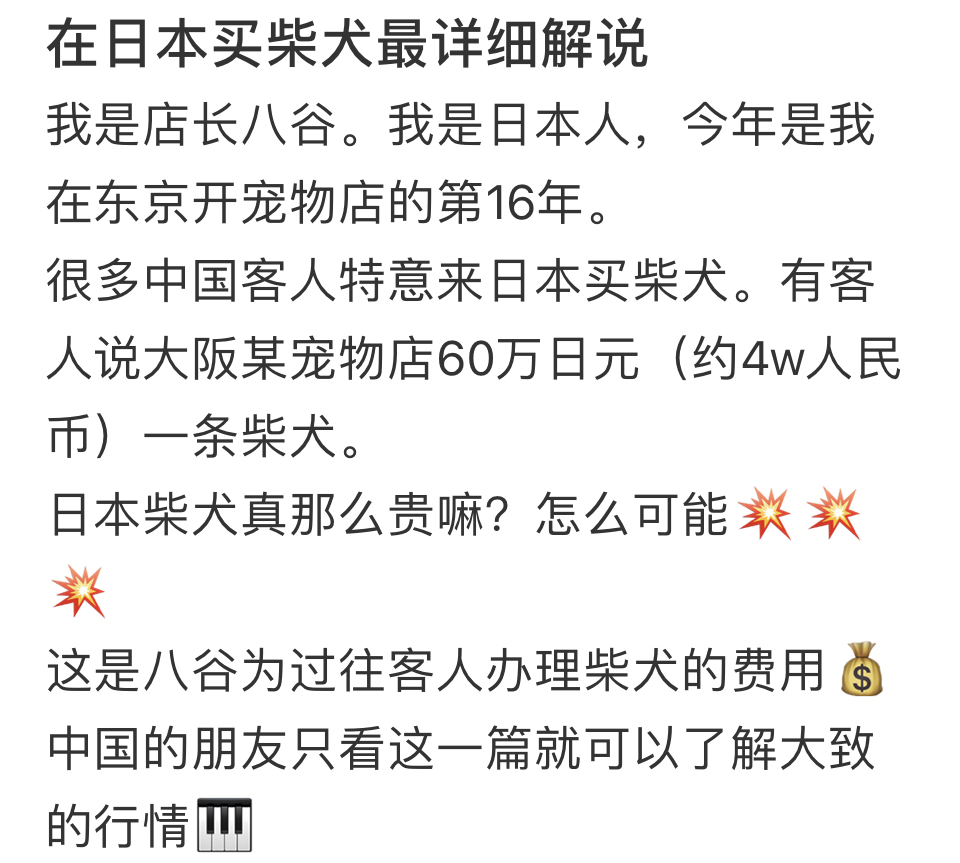 在日本买柴犬最详细解说
我是店长八谷。我是日本人，今年是我
在东京开宠物店的第16年。
很多中国客人特意来日本买柴犬。有客
人说大阪某宠物店60万日元（约4w人民
币）一条柴犬。
日本柴犬真那么贵嘛？怎么可能💥💥
💥
这是八谷为过往客人办理柴犬的费用💰
中国的朋友只看这一篇就可以了解大致
的行情🎹